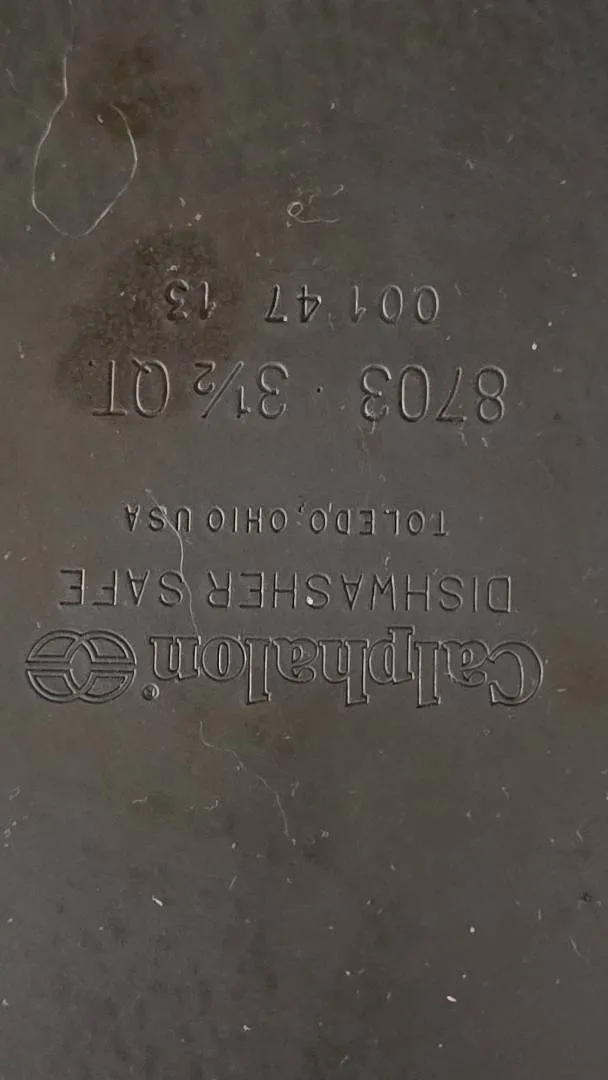 Calphalon®
DISHWASHER SAFE
TOLEDO, OHIO USA
8703 · 3½ QT.
001 47 13